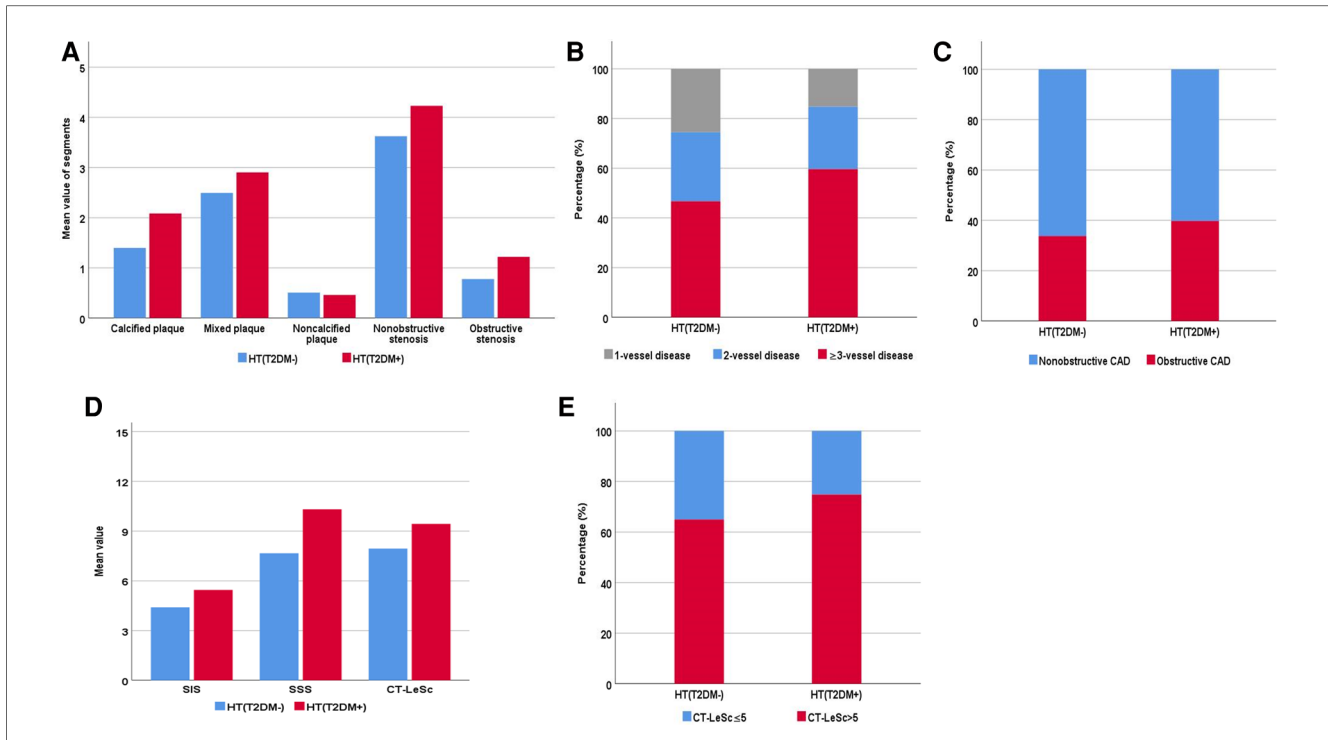 A
Mean value of segments
5
4
3
2
1
0
Calcified plaque Mixed plaque Noncalcified plaque Nonobstructive stenosis Obstructive stenosis
HT(T2DM-) HT(T2DM+)
B
Percentage (%)
100
80
60
40
20
0
HT(T2DM-) HT(T2DM+)
1-vessel disease 2-vessel disease ≥3-vessel disease
C
Percentage (%)
100
80
60
40
20
0
HT(T2DM-) HT(T2DM+)
Nonobstructive CAD Obstructive CAD
D
Mean value
15
12
9
6
3
0
SIS SSS CT-LeSc
HT(T2DM-) HT(T2DM+)
E
Percentage (%)
100
80
60
40
20
0
HT(T2DM-) HT(T2DM+)
CT-LeSc≤5 CT-LeSc>5